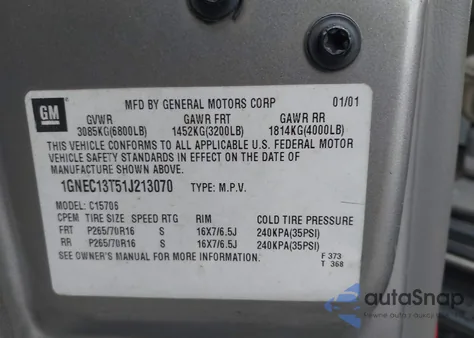 GM
MFD BY GENERAL MOTORS CORP 01/01
GVWR GAWR FRT GAWR RR
3085KG(6800LB) 1452KG(3200LB) 1814KG(4000LB)
THIS VEHICLE CONFORMS TO ALL APPLICABLE U.S. FEDERAL MOTOR
VEHICLE SAFETY STANDARDS IN EFFECT ON THE DATE OF
MANUFACTURE SHOWN ABOVE.
1GNEC13T51J213070 TYPE: M.P.V.
MODEL: C15706
CPEM TIRE SIZE SPEED RTG RIM COLD TIRE PRESSURE
FRT P265/70R16 S 16X7/6.5J 240KPA(35PSI)
RR P265/70R16 S 16X7/6.5J 240KPA(35PSI)
SEE OWNER'S MANUAL FOR MORE INFORMATION.
F 373
T 368
autaSnap
pewne auta z akcji